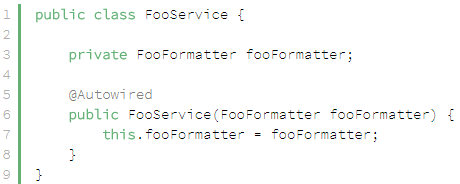 1 public class FooService {
2
3     private FooFormatter fooFormatter;
4
5     @Autowired
6     public FooService(FooFormatter fooFormatter) {
7         this.fooFormatter = fooFormatter;
8     }
9 }